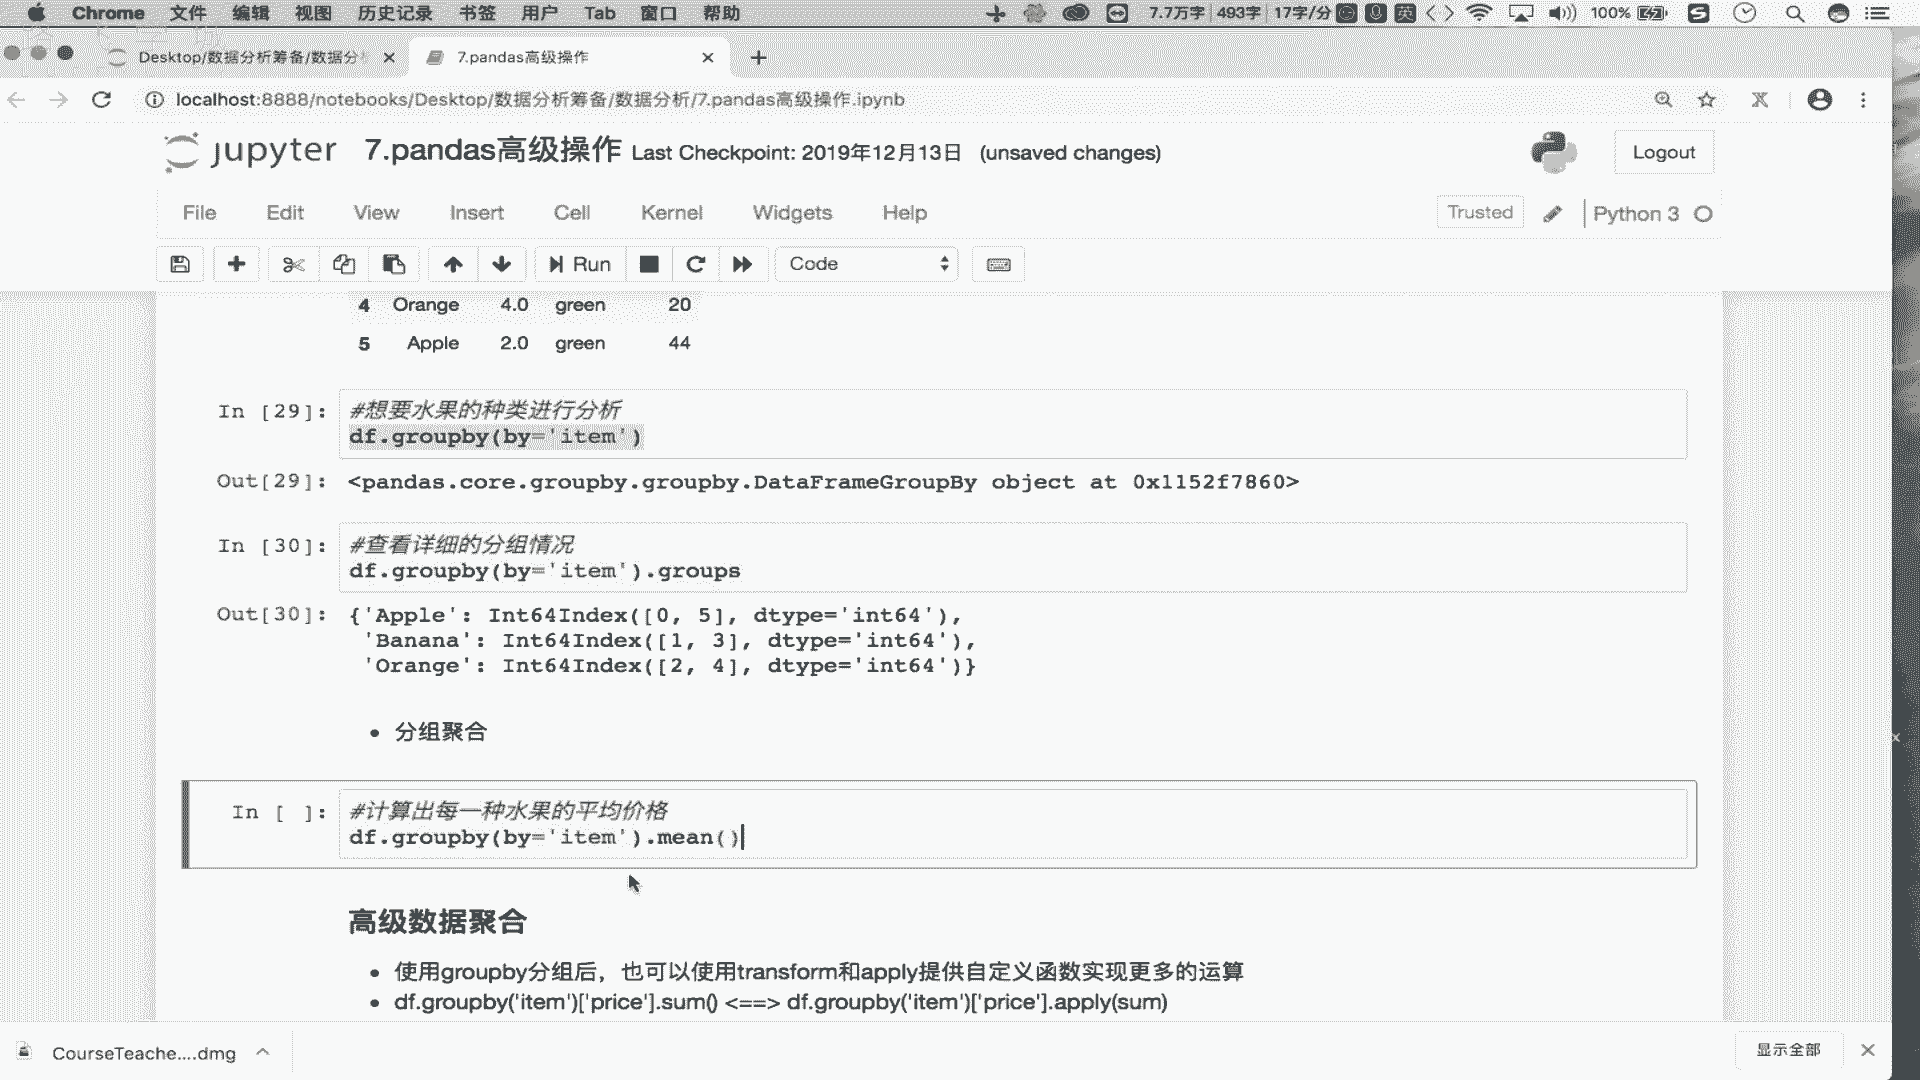 Chrome 文件 编辑 视图 历史记录 书签 用户 Tab 窗口 帮助 7.7万字 493字 17字/分 英 100%
Desktop/数据分析筹备/数据分 7.pandas高级操作
localhost:8888/notebooks/Desktop/数据分析筹备/数据分析/7.pandas高级操作.ipynb
jupyter 7.pandas高级操作 Last Checkpoint: 2019年12月13日 (unsaved changes) Logout
File Edit View Insert Cell Kernel Widgets Help Trusted Python 3
Run Code
4 Orange 4.0 green 20
5 Apple 2.0 green 44
In [29]: #想要水果的种类进行分析
df.groupby(by='item')
Out[29]: <pandas.core.groupby.groupby.DataFrameGroupBy object at 0x1152f7860>
In [30]: #查看详细的分组情况
df.groupby(by='item').groups
Out[30]: {'Apple': Int64Index([0, 5], dtype='int64'),
'Banana': Int64Index([1, 3], dtype='int64'),
'Orange': Int64Index([2, 4], dtype='int64')}
• 分组聚合
In [ ]: #计算出每一种水果的平均价格
df.groupby(by='item').mean()
高级数据聚合
• 使用groupby分组后，也可以使用transform和apply提供自定义函数实现更多的运算
• df.groupby('item')['price'].sum() <==> df.groupby('item')['price'].apply(sum)
CourseTeache....dmg 显示全部